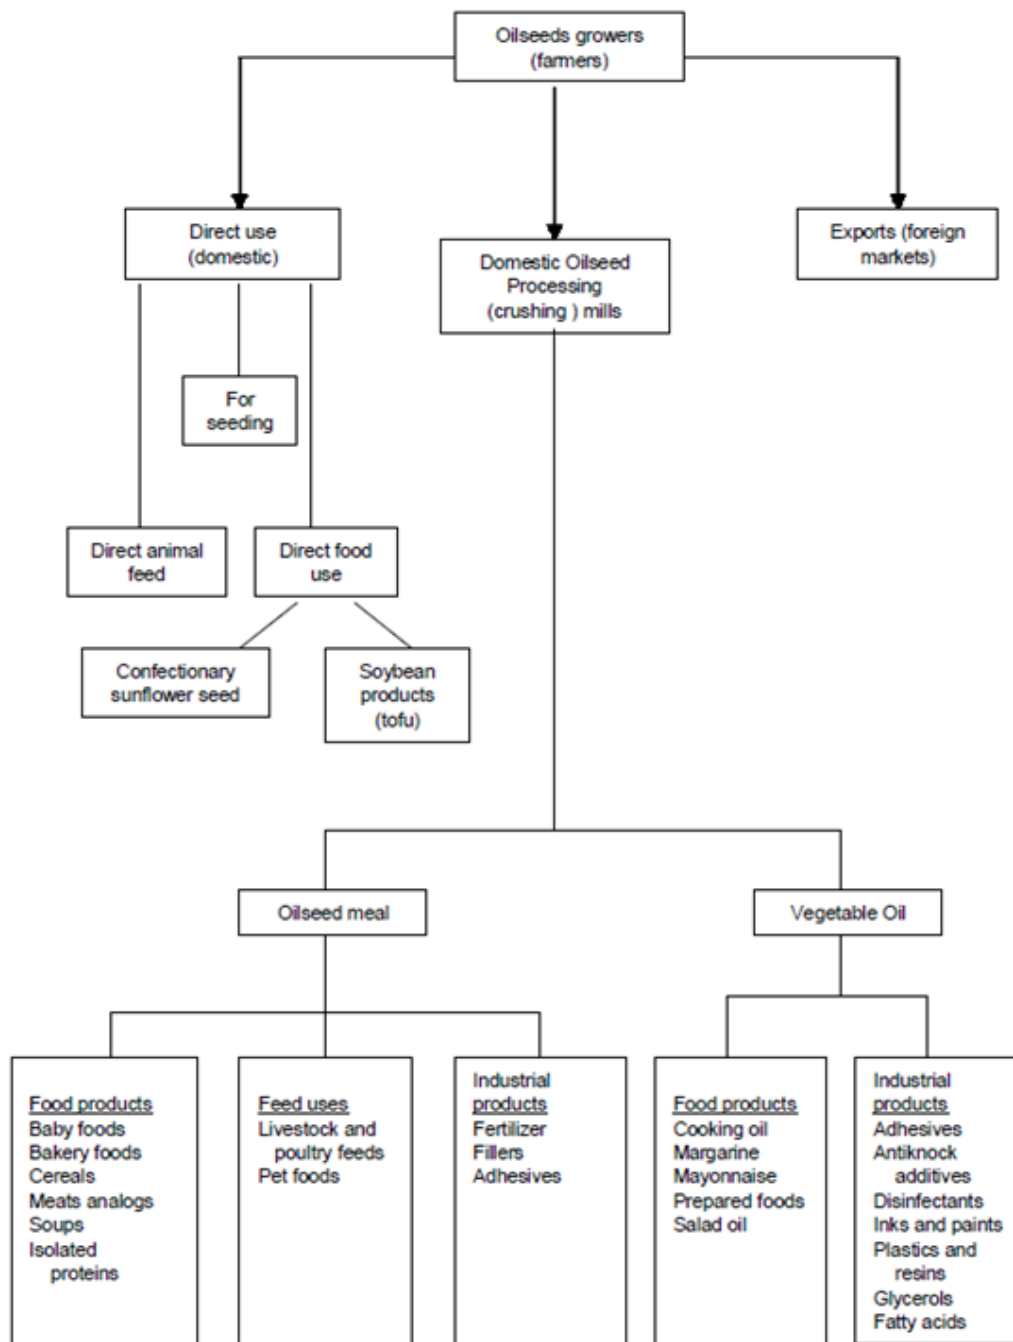 Oilseeds growers
(farmers)
Direct use
(domestic)
Exports (foreign
markets)
Domestic Oilseed
Processing
(crushing ) mills
For
seeding
Direct animal
feed
Direct food
use
Confectionary
sunflower seed
Soybean
products
(tofu)
Oilseed meal
Vegetable Oil
Food products
Baby foods
Bakery foods
Cereals
Meats analogs
Soups
Isolated
proteins
Feed uses
Livestock and
poultry feeds
Pet foods
Industrial
products
Fertilizer
Fillers
Adhesives
Food products
Cooking oil
Margarine
Mayonnaise
Prepared foods
Salad oil
Industrial
products
Adhesives
Antiknock
additives
Disinfectants
Inks and paints
Plastics and
resins
Glycerols
Fatty acids